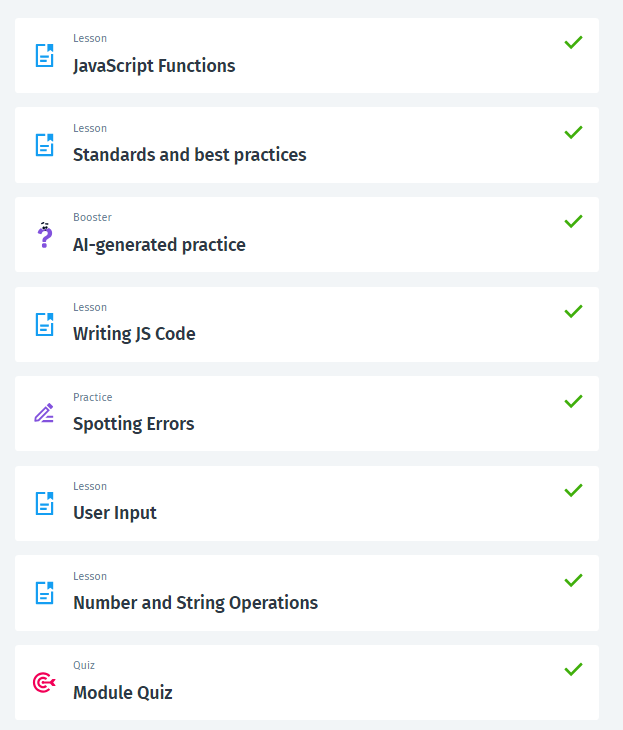 Lesson
JavaScript Functions
Lesson
Standards and best practices
Booster
AI-generated practice
Lesson
Writing JS Code
Practice
Spotting Errors
Lesson
User Input
Lesson
Number and String Operations
Quiz
Module Quiz